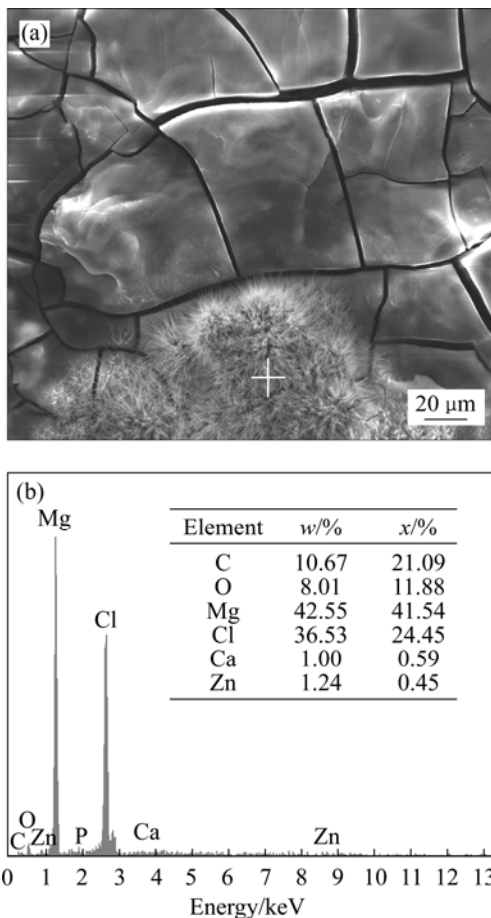 (a)
20 μm
(b)
Mg
Cl
O
C
Zn
P
Ca
Zn
Element w/% x/%
C 10.67 21.09
O 8.01 11.88
Mg 42.55 41.54
Cl 36.53 24.45
Ca 1.00 0.59
Zn 1.24 0.45
0 1 2 3 4 5 6 7 8 9 10 11 12 13
Energy/keV